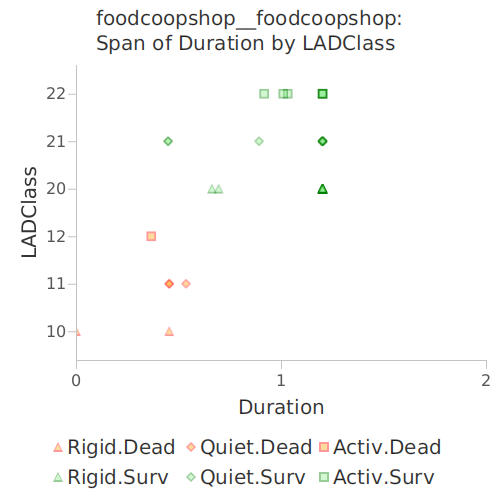 foodcoopshop__foodcoopshop:
Span of Duration by LADClass
22
21
20
12
11
10
LADClass
0 1 2
Duration
Rigid.Dead Quiet.Dead Activ.Dead
Rigid.Surv Quiet.Surv Activ.Surv